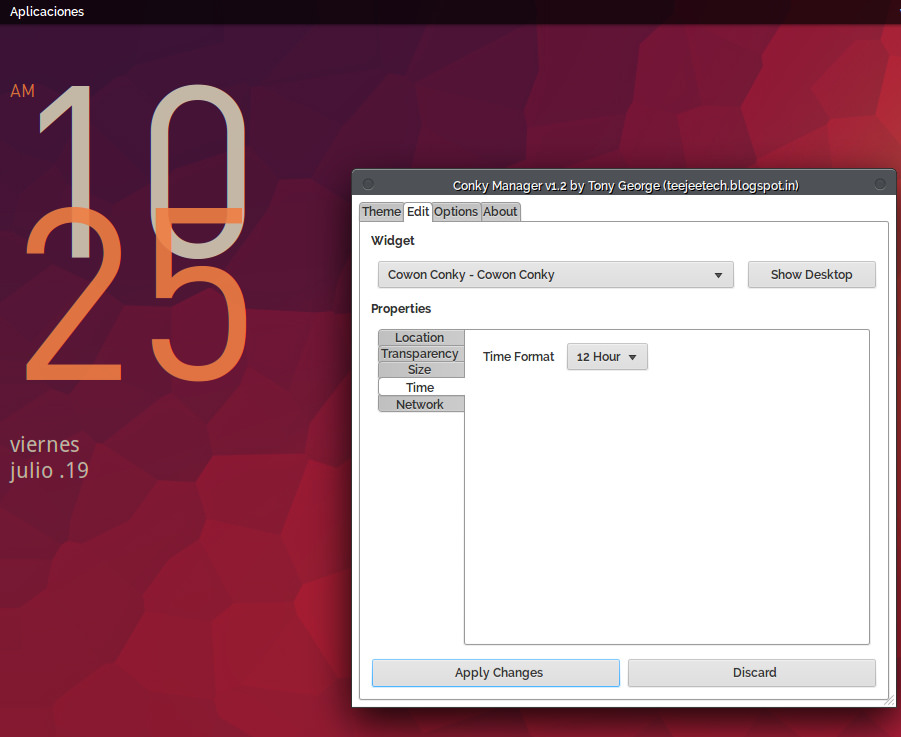 Aplicaciones
AM
10
25
viernes
julio .19
Conky Manager v1.2 by Tony George (teejeetech.blogspot.in)
Theme Edit Options About
Widget
Cowon Conky - Cowon Conky Show Desktop
Properties
Location
Transparency
Size
Time
Network
Time Format 12 Hour
Apply Changes Discard